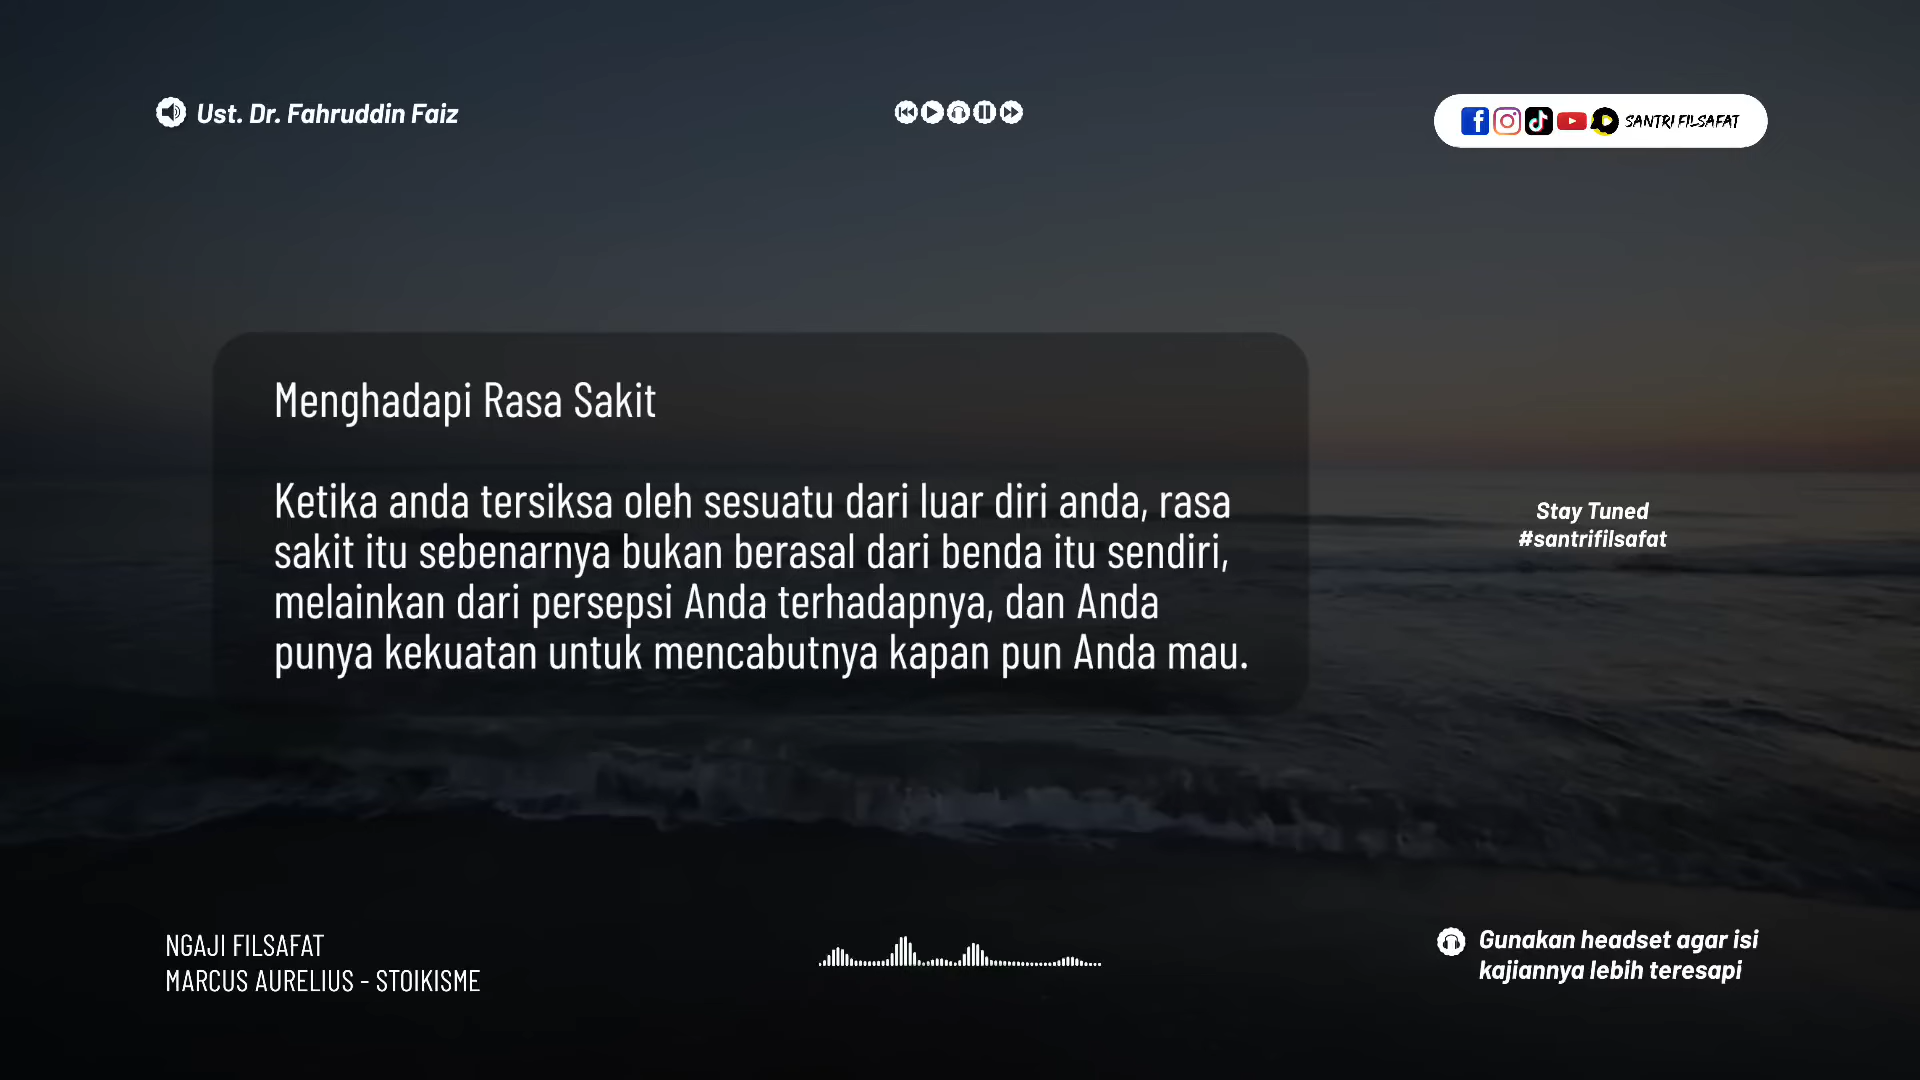 Ust. Dr. Fahruddin Faiz
SANTRI FILSAFAT
Menghadapi Rasa Sakit
Ketika anda tersiksa oleh sesuatu dari luar diri anda, rasa
sakit itu sebenarnya bukan berasal dari benda itu sendiri,
melainkan dari persepsi Anda terhadapnya, dan Anda
punya kekuatan untuk mencabutnya kapan pun Anda mau.
Stay Tuned
#santrifilsafat
NGAJI FILSAFAT
MARCUS AURELIUS - STOIKISME
Gunakan headset agar isi
kajiannya lebih teresapi